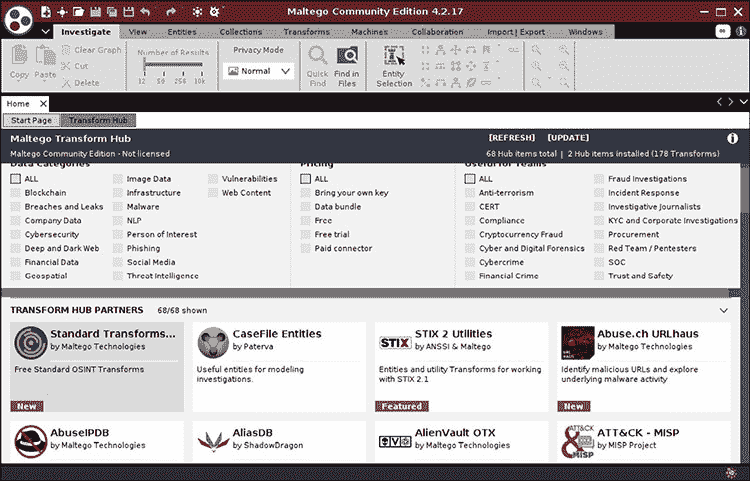 Maltego Community Edition 4.2.17
Investigate View Entities Collections Transforms Machines Collaboration Import | Export Windows
Copy Paste Clear Graph Cut Delete
Number of Results
12 50 256 10k
Privacy Mode
Normal
Quick Find
Find in Files
Entity Selection
Home
Start Page Transform Hub
Maltego Transform Hub [REFRESH] [UPDATE]
Maltego Community Edition - Not licensed 68 Hub items total | 2 Hub items installed (178 Transforms)
Data Categories Pricing Useful for Teams
ALL Image Data Vulnerabilities ALL ALL Fraud Investigations
Blockchain Infrastructure Web Content Bring your own key Anti-terrorism Incident Response
Breaches and Leaks Malware Data bundle CERT Investigative Journalists
Company Data NLP Free Compliance KYC and Corporate Investigations
Cybersecurity Person of Interest Free trial Cryptocurrency Fraud Procurement
Deep and Dark Web Phishing Paid connector Cyber and Digital Forensics Red Team / Pentesters
Financial Data Social Media Cybercrime SOC
Geospatial Threat Intelligence Financial Crime Trust and Safety
TRANSFORM HUB PARTNERS 68/68 shown
Standard Transforms...
by Maltego Technologies
Free Standard OSINT Transforms
New
CaseFile Entities
by Paterva
Useful entities for modeling
investigations.
STIX 2 Utilities
by ANSSI & Maltego
Entities and utility Transforms for working
with STIX 2.1
Featured
STIX
Abuse.ch URLhaus
by Maltego Technologies
Identify malicious URLs and explore
underlying malware activity
New
AbuseIPDB
by Maltego Technologies
AliasDB
by ShadowDragon
AlienVault OTX
by Maltego Technologies
ATT&CK - MISP
by MISP Project
ATT&CK
MISP